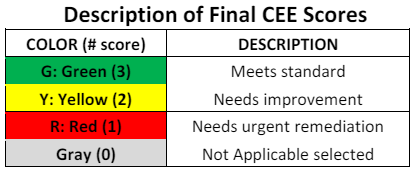 Description of Final CEE Scores
COLOR (# score) DESCRIPTION
G: Green (3) Meets standard
Y: Yellow (2) Needs improvement
R: Red (1) Needs urgent remediation
Gray (0) Not Applicable selected